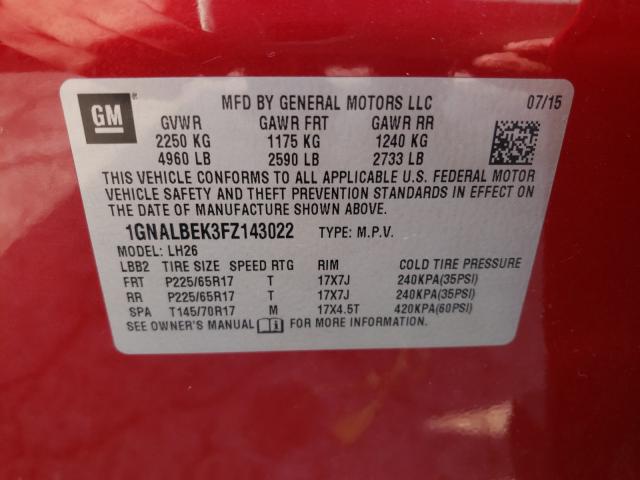 GM
MFD BY GENERAL MOTORS LLC 07/15
GVWR GAWR FRT GAWR RR
2250 KG 1175 KG 1240 KG
4960 LB 2590 LB 2733 LB
THIS VEHICLE CONFORMS TO ALL APPLICABLE U.S. FEDERAL MOTOR
VEHICLE SAFETY AND THEFT PREVENTION STANDARDS IN EFFECT ON
THE DATE OF MANUFACTURE SHOWN ABOVE.
1GNALBEK3FZ143022 TYPE: M.P.V.
MODEL: LH26
LBB2 TIRE SIZE SPEED RTG RIM COLD TIRE PRESSURE
FRT P225/65R17 T 17X7J 240KPA(35PSI)
RR P225/65R17 T 17X7J 240KPA(35PSI)
SPA T145/70R17 M 17X4.5T 420KPA(60PSI)
SEE OWNER'S MANUAL FOR MORE INFORMATION.